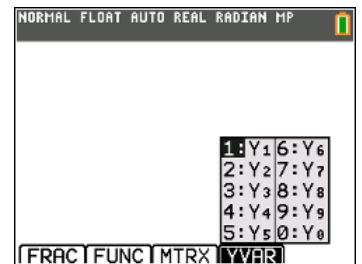 NORMAL FLOAT AUTO REAL RADIAN MP
1:Y₁ 6:Y₆
2:Y₂ 7:Y₇
3:Y₃ 8:Y₈
4:Y₄ 9:Y₉
5:Y₅ 0:Y₀
FRAC FUNC MTRX YVAR